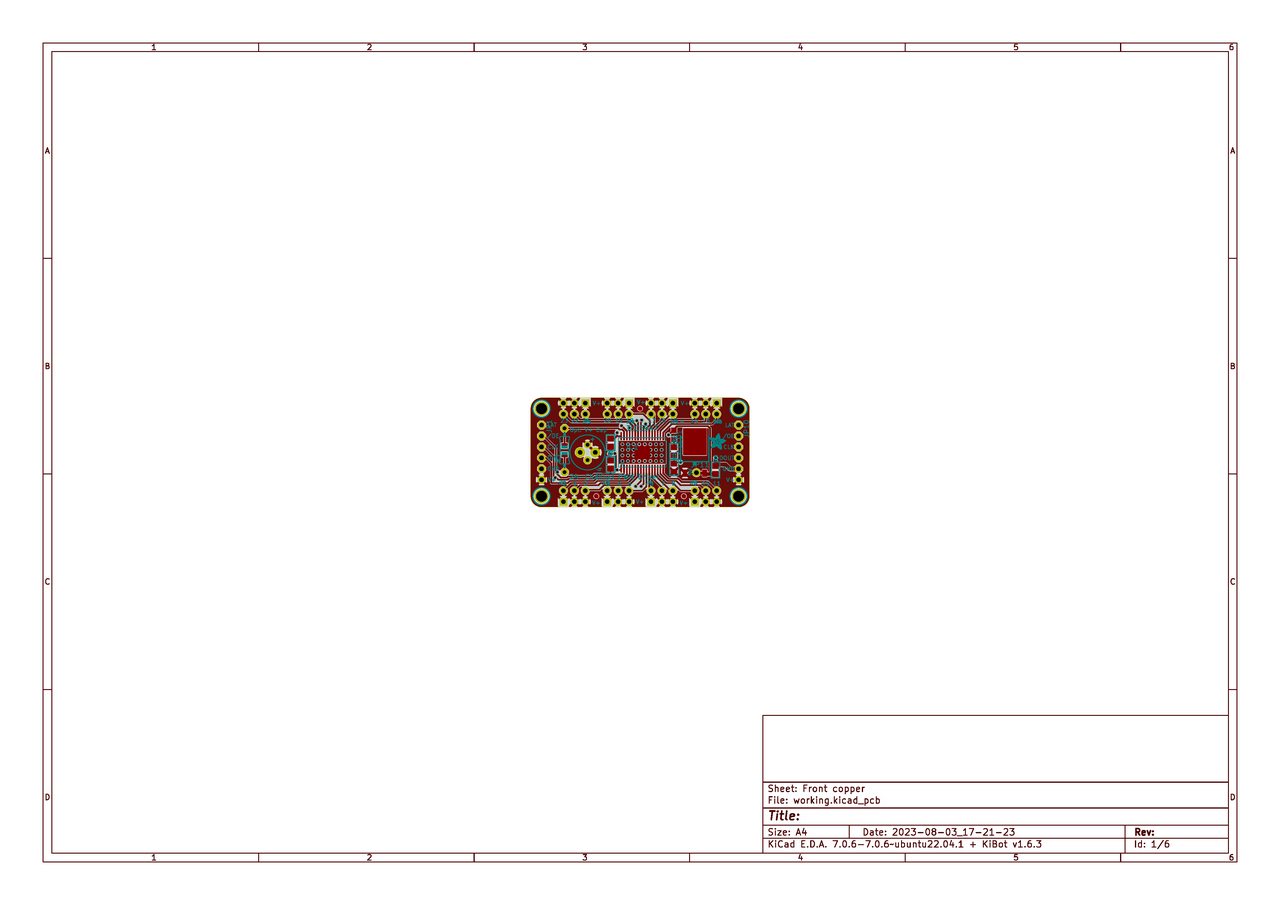 1 2 3 4 5 6
A A
B B
V+ V+ V+
C C
D D
Sheet: Front copper
File: working.kicad_pcb
Title:
Size: A4 Date: 2023-08-03_17-21-23 Rev:
KiCad E.D.A. 7.0.6-7.0.6~ubuntu22.04.1 + KiBot v1.6.3 Id: 1/6
1 2 3 4 5 6